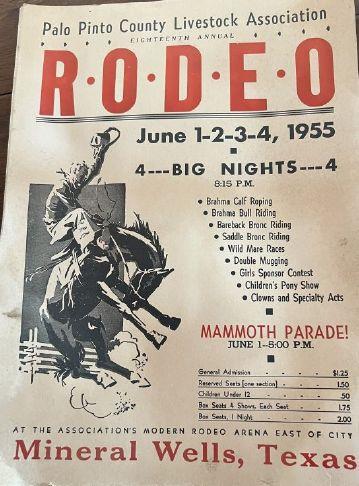 Palo Pinto County Livestock Association
EIGHTEENTH ANNUAL
R·O·D·E·O
June 1-2-3-4, 1955
4---BIG NIGHTS---4
8:15 P.M.
• Brahma Calf Roping
• Brahma Bull Riding
• Bareback Bronc Riding
• Saddle Bronc Riding
• Wild Mare Races
• Double Mugging
• Girls Sponsor Contest
• Children's Pony Show
• Clowns and Specialty Acts
MAMMOTH PARADE!
JUNE 1--5:00 P.M.
General Admission - - - - $1.25
Reserved Seats (one section) - - - 1.50
Children Under 12 - - - - .50
Box Seats 4 Shows, Each Seat - - 1.75
Box Seats, 1 Night - - - - 2.00
AT THE ASSOCIATION'S MODERN RODEO ARENA EAST OF CITY
Mineral Wells, Texas